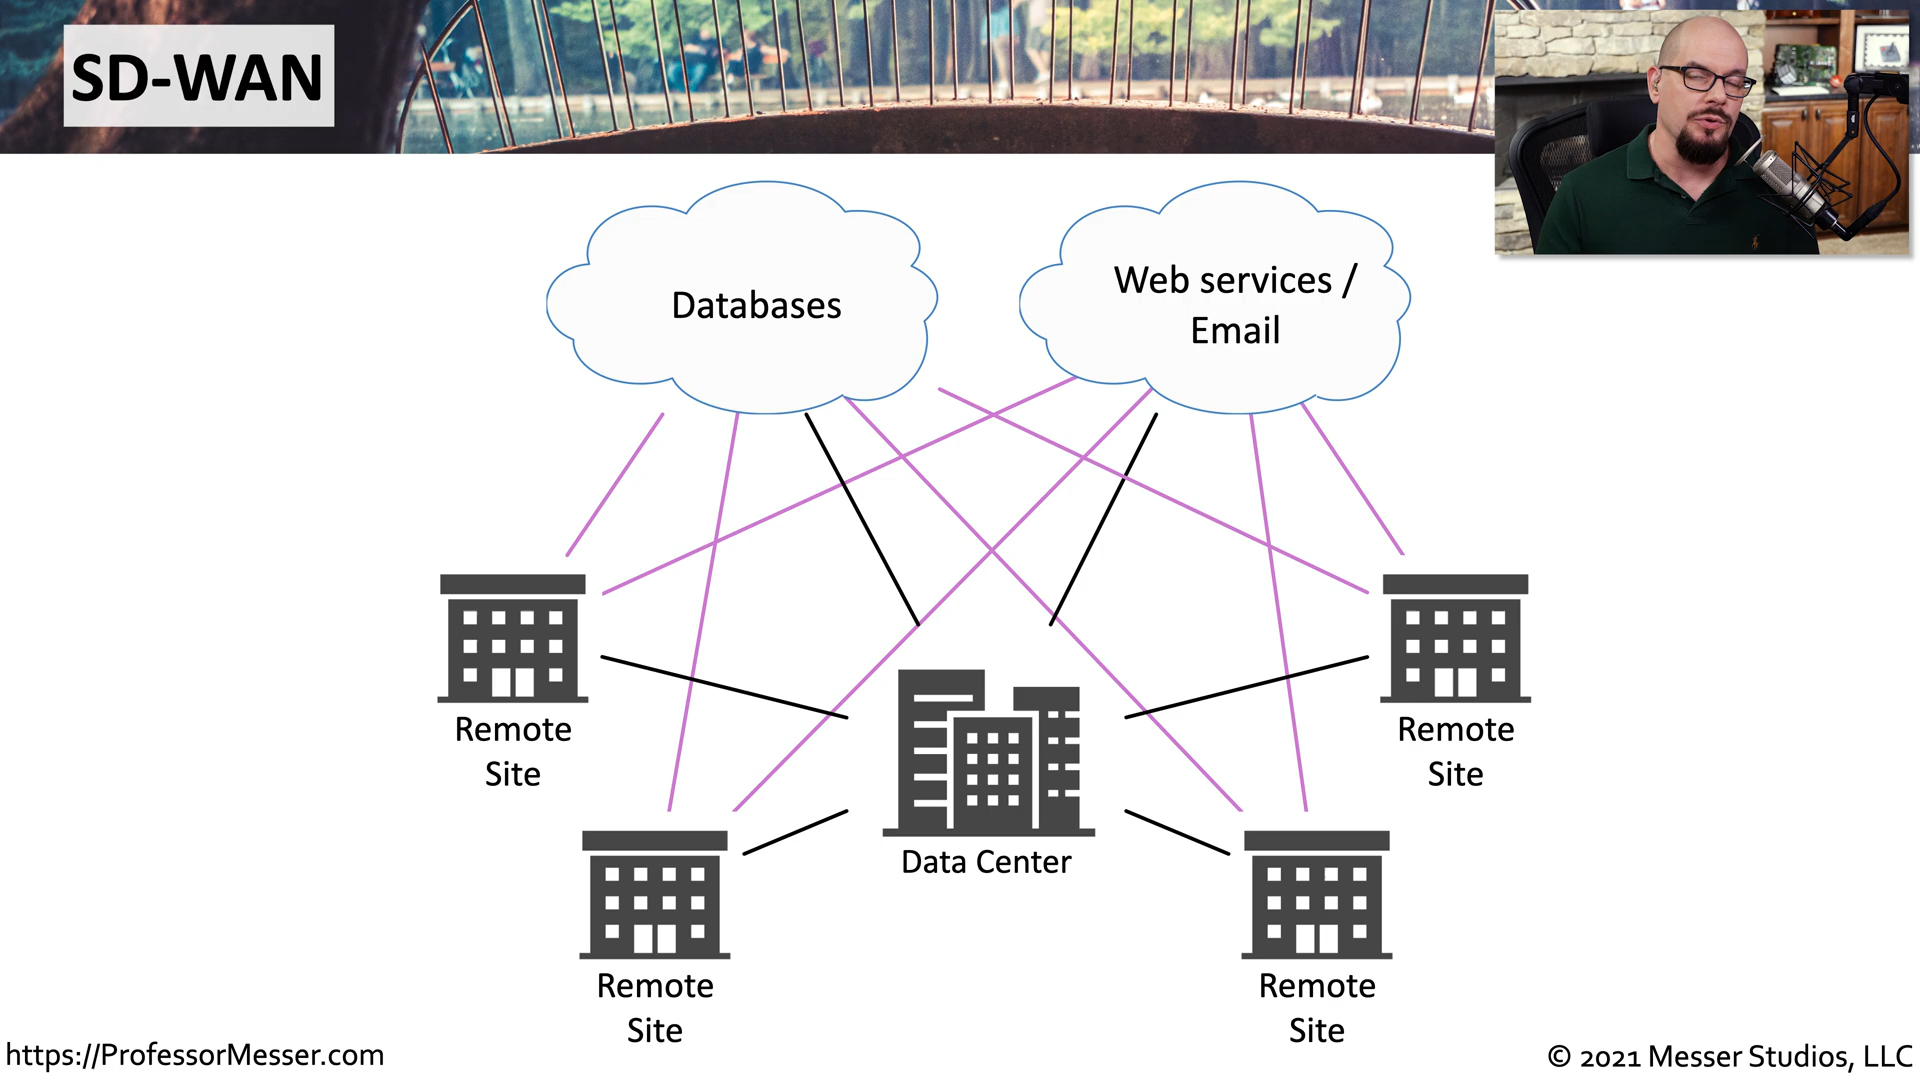 SD-WAN
Databases
Web services /
Email
Remote
Site
Remote
Site
Data Center
Remote
Site
Remote
Site
https://ProfessorMesser.com
© 2021 Messer Studios, LLC